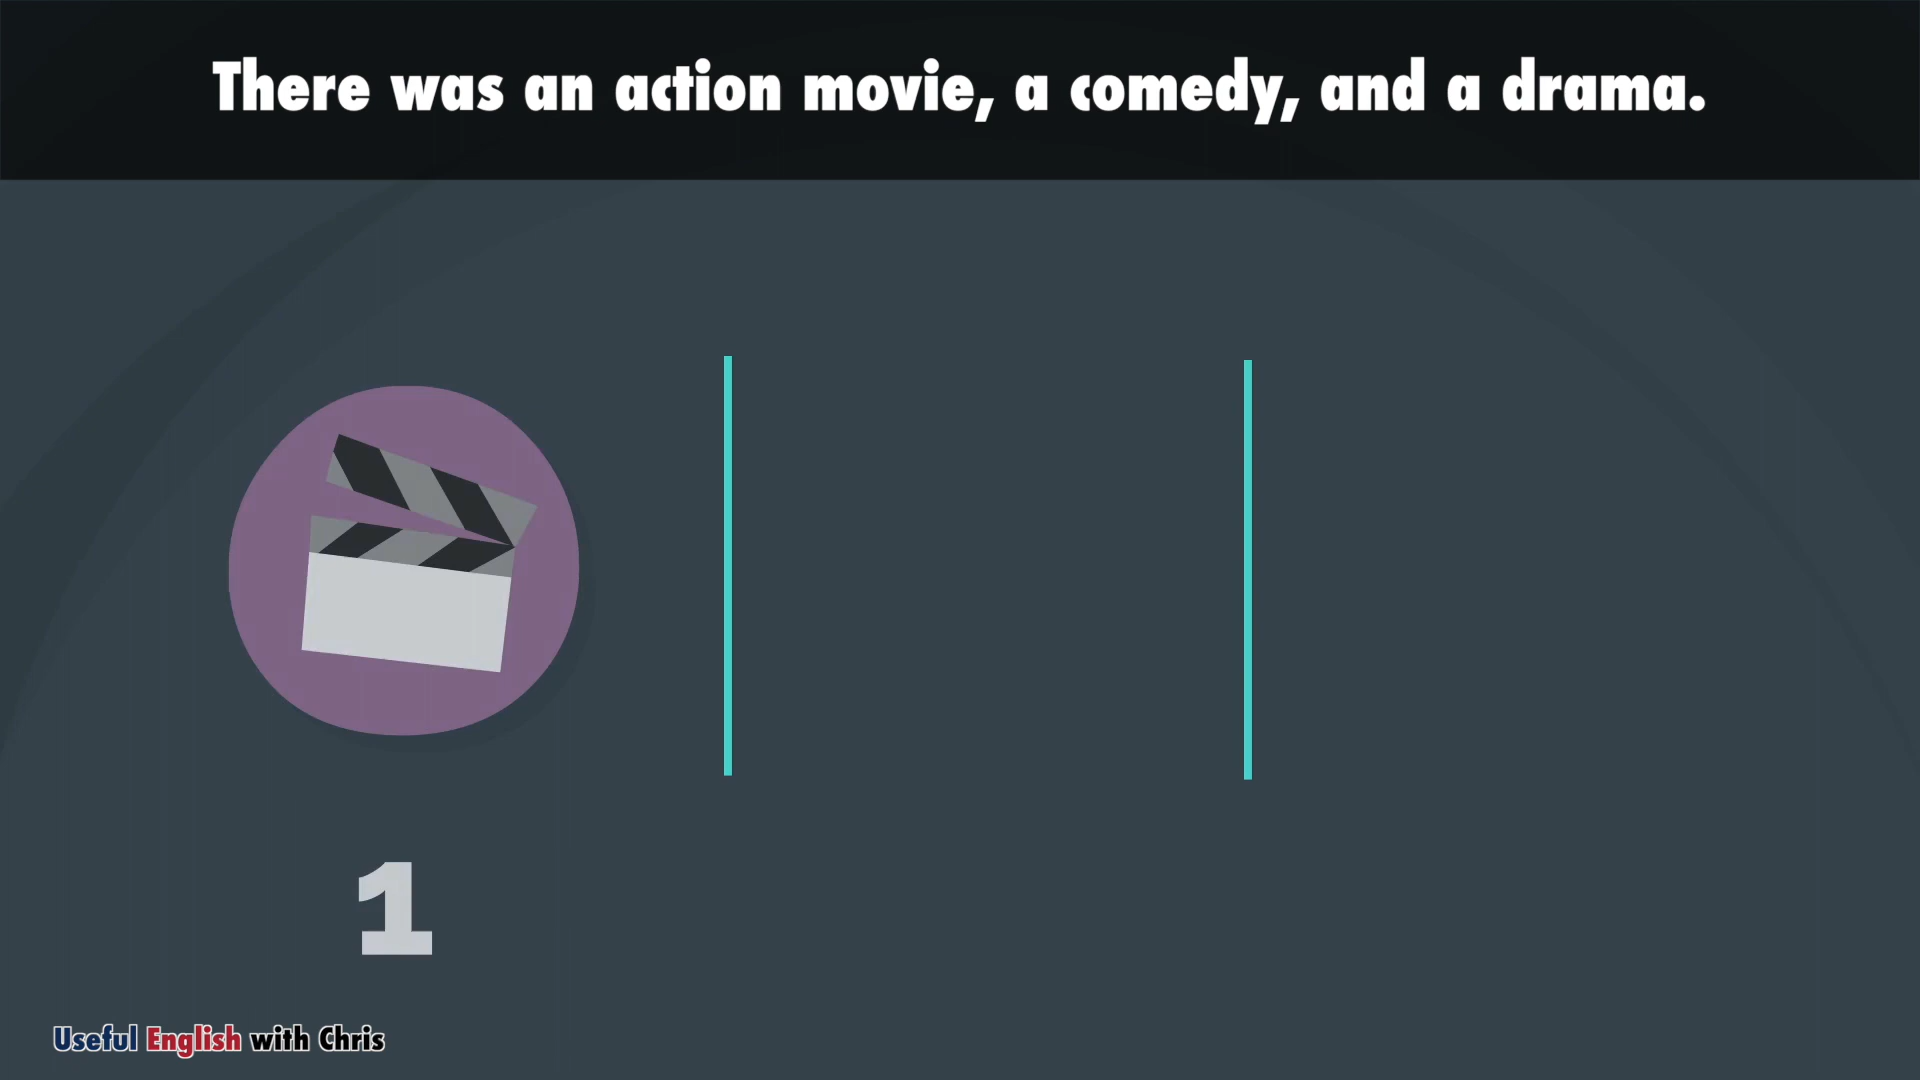 There was an action movie, a comedy, and a drama.
1
Useful English with Chris